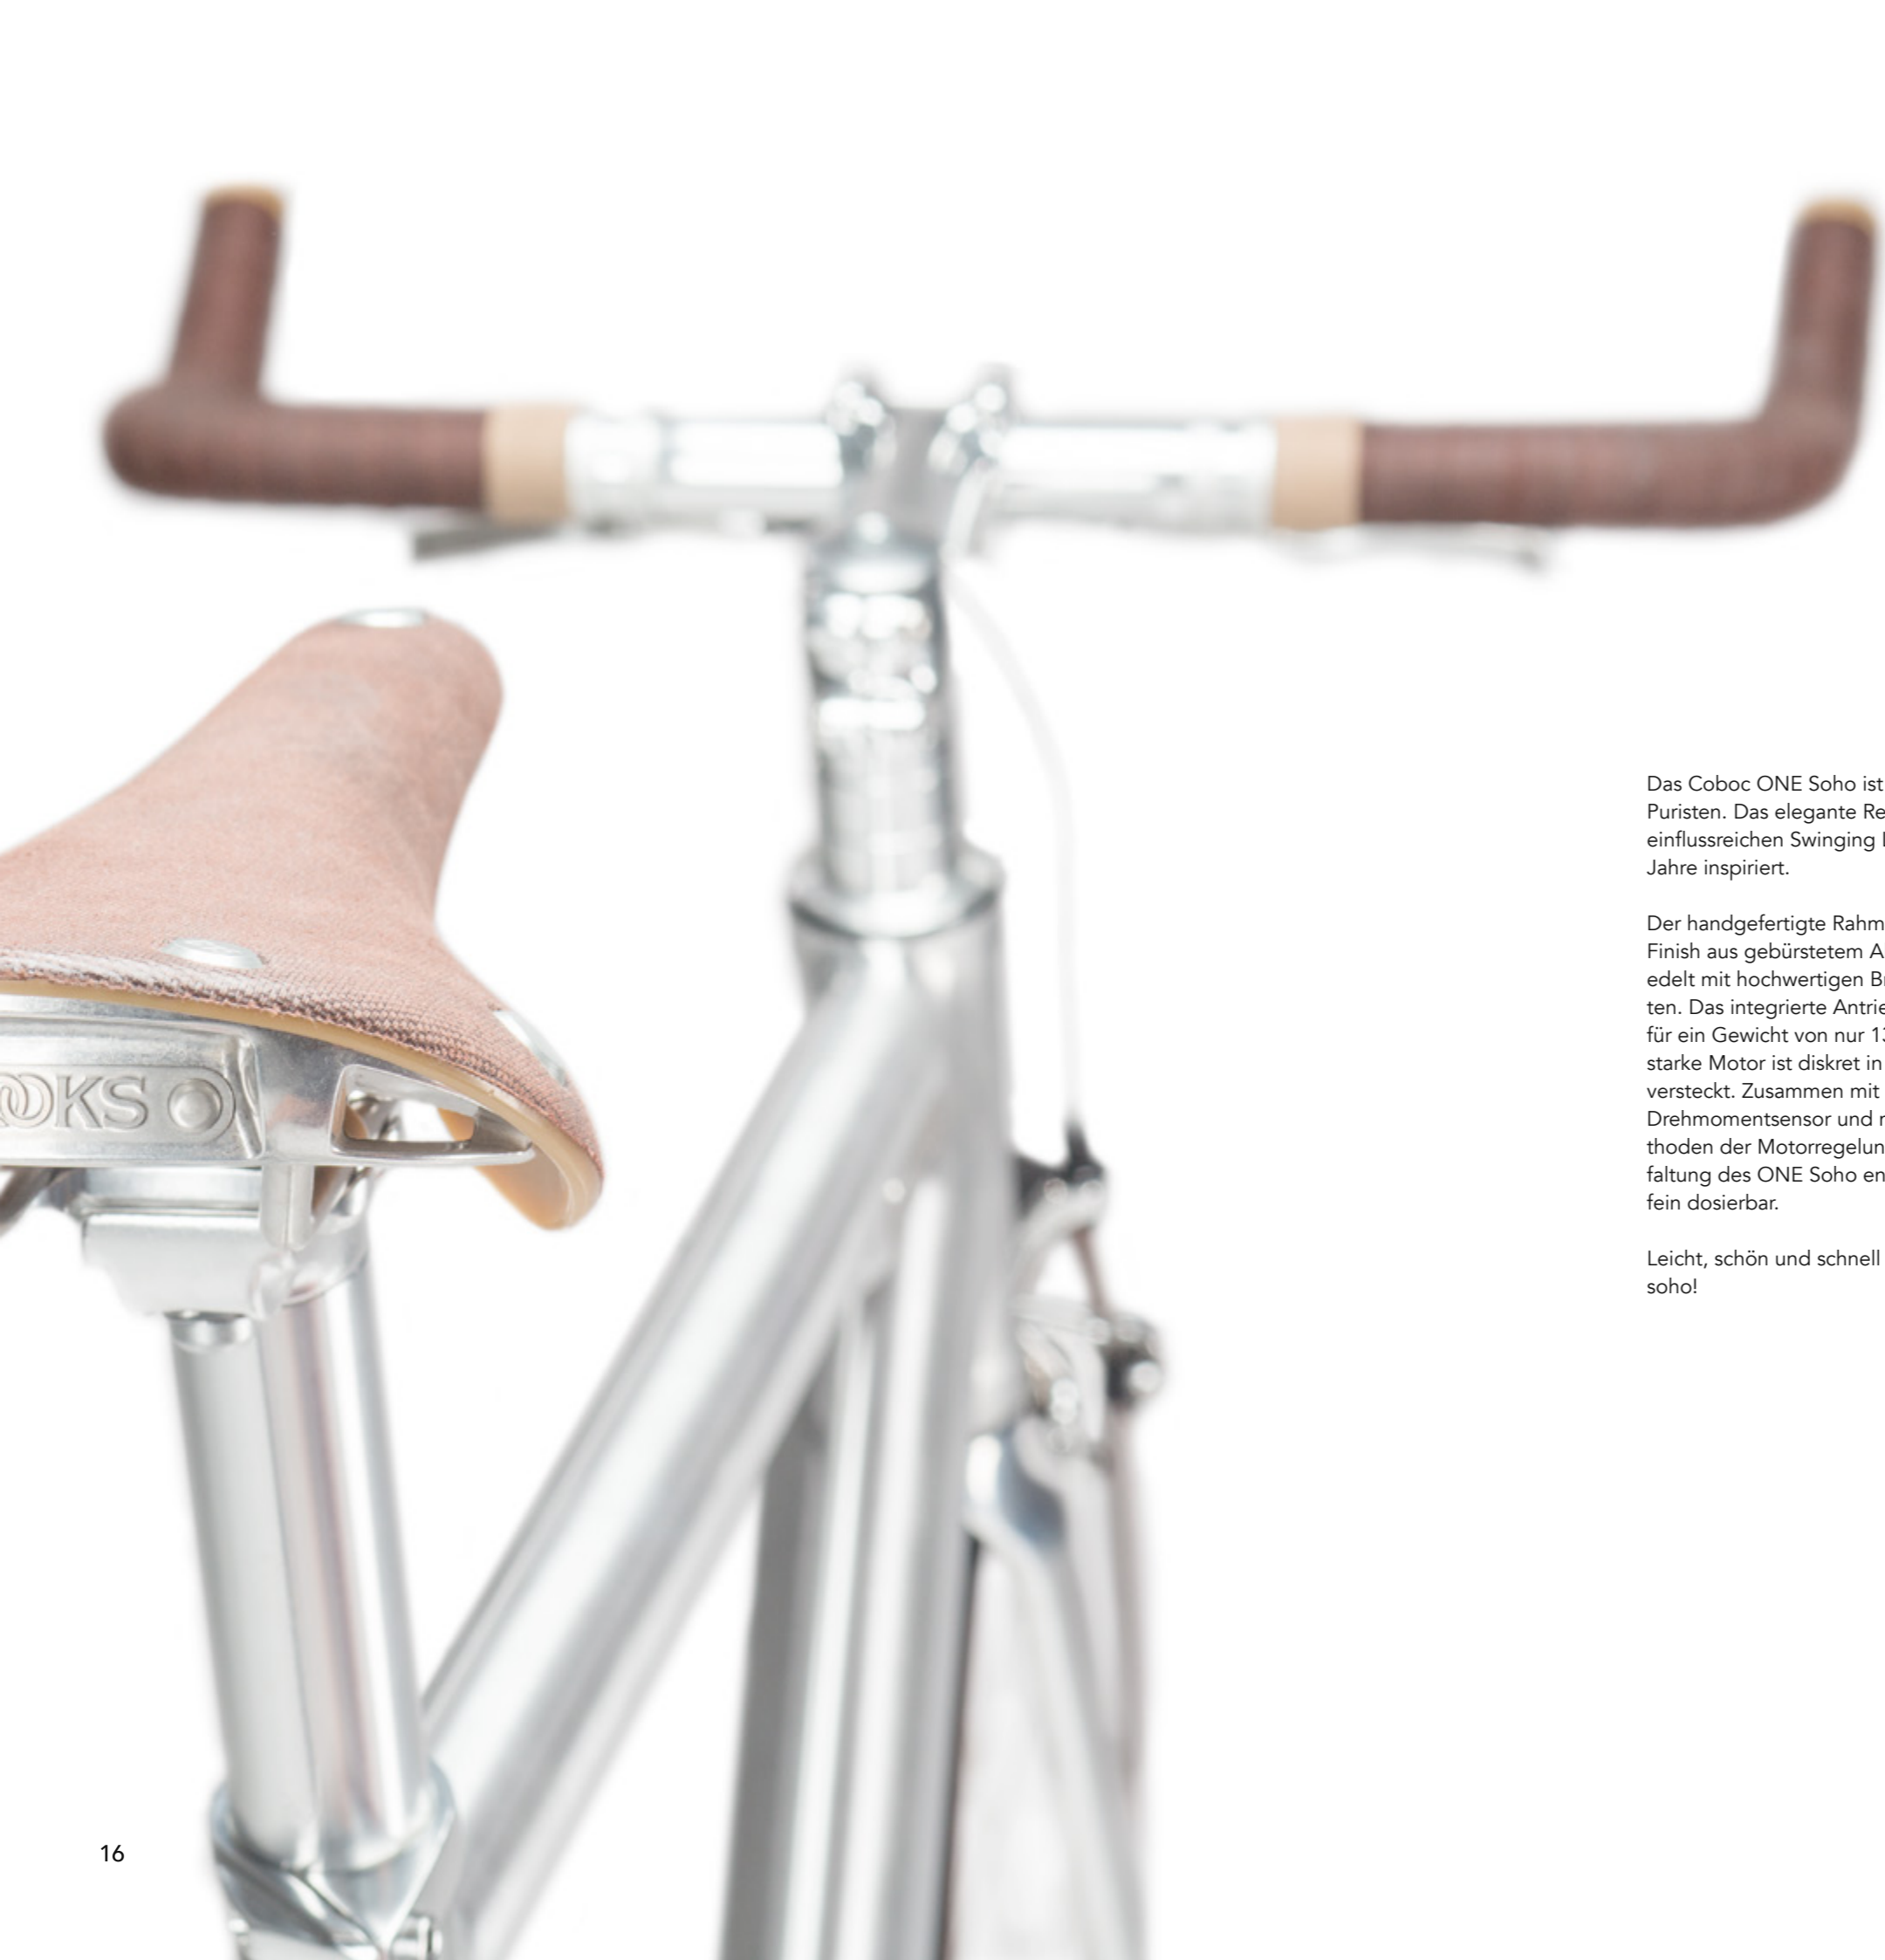 OOKS
Das Coboc ONE Soho ist
Puristen. Das elegante Re
einflussreichen Swinging
Jahre inspiriert.
Der handgefertigte Rahm
Finish aus gebürstetem A
edelt mit hochwertigen B
ten. Das integrierte Antrie
für ein Gewicht von nur 13
starke Motor ist diskret in
versteckt. Zusammen mit
Drehmomentsensor und
thoden der Motorregelun
faltung des ONE Soho en
fein dosierbar.
Leicht, schön und schnell
soho!
16